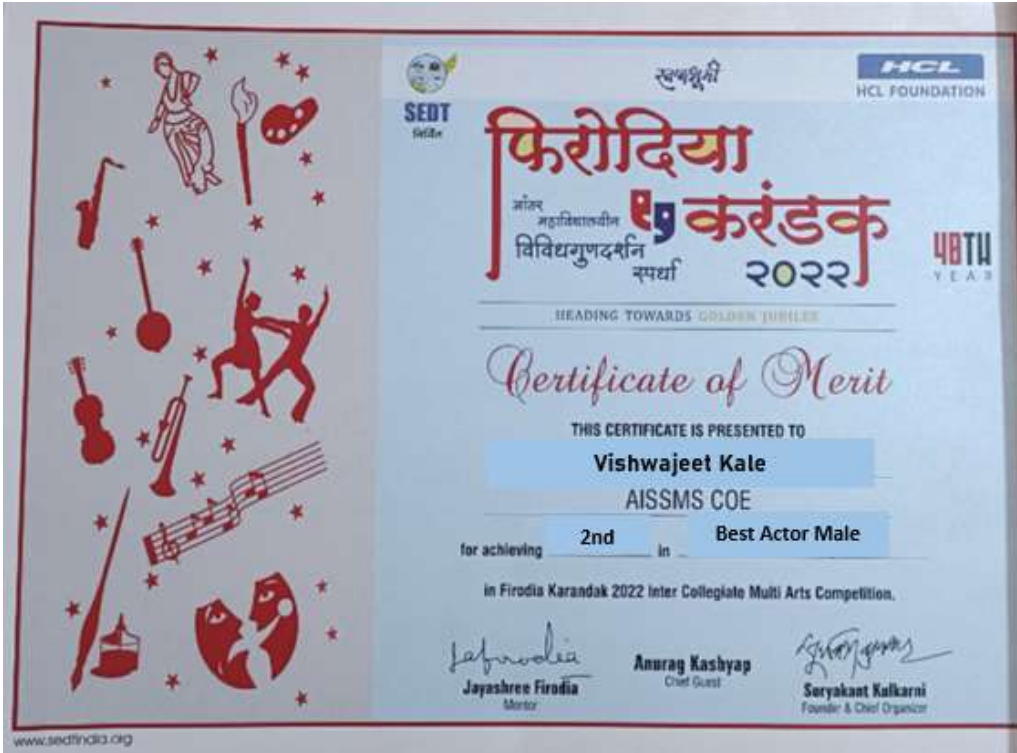 SEDT
निर्मित
स्वप्नभूमी
HCL
HCL FOUNDATION
फिरोदिया
करंडक
आंतर
महाविद्यालयीन
विविधगुणदर्शन
स्पर्धा
२०२२
48TH
YEAR
HEADING TOWARDS GOLDEN JUBILEE
Certificate of Merit
THIS CERTIFICATE IS PRESENTED TO
Vishwajeet Kale
AISSMS COE
for achieving 2nd in Best Actor Male
in Firodia Karandak 2022 Inter Collegiate Multi Arts Competition.
Jayashree Firodia
Mentor
Anurag Kashyap
Chief Guest
Suryakant Kulkarni
Founder & Chief Organizer
www.sedtindia.org